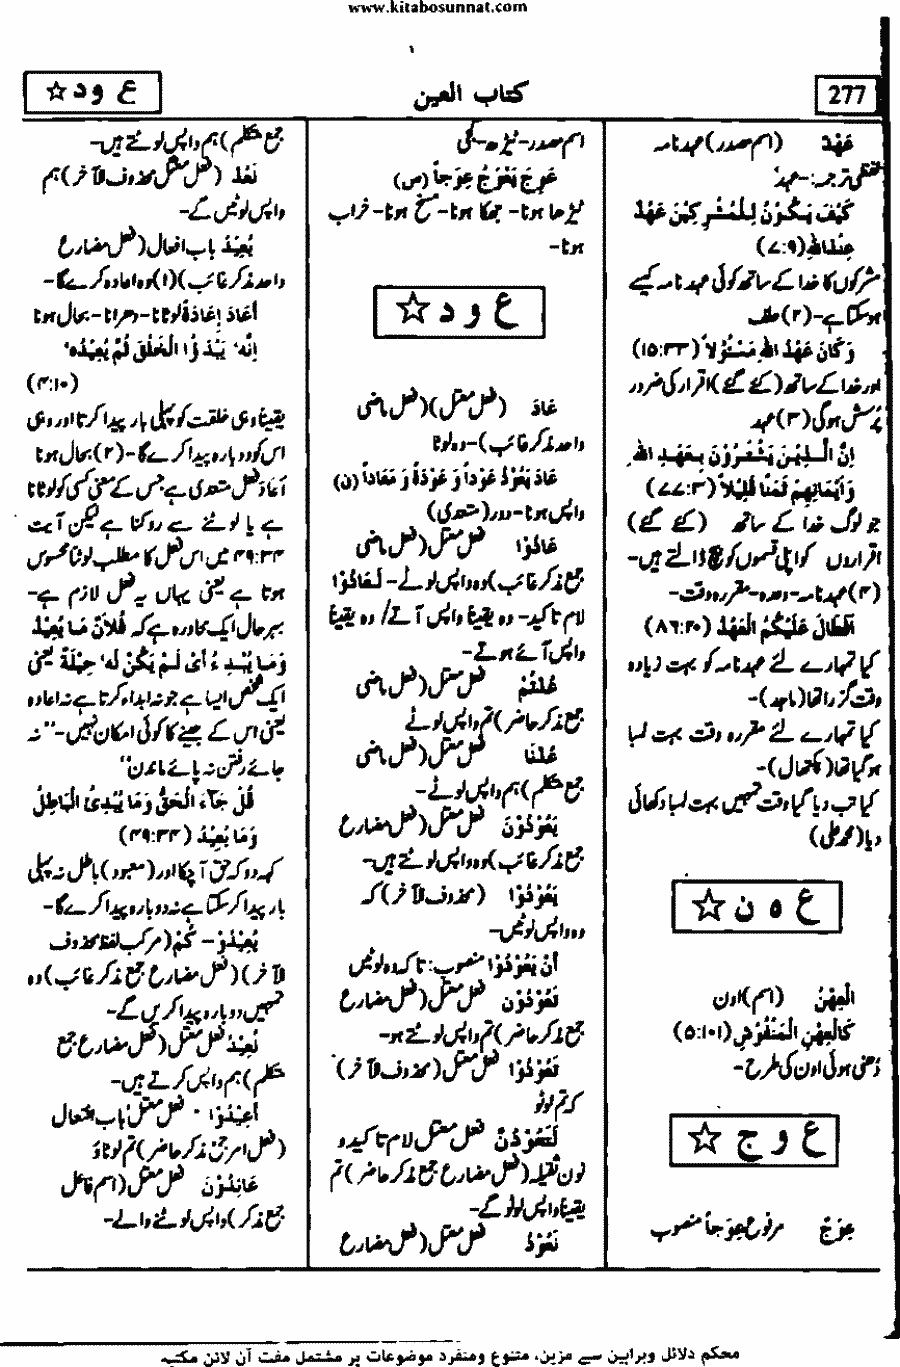 www.kitabosunnat.com
277
کتاب العین
ع و د ☆
عَهْدٌ (اسم مصدر) عہدنامہ
لفظی ترجمہ:- عہد
كَيْفَ يَكُوْنُ لِلْمُشْرِكِيْنَ عَهْدٌ
عِنْدَ اللهِ (۷:۹)
مشرکوں کا خدا کے ساتھ کوئی عہد نامہ کیسے
ہو سکتا ہے- (۲) حلف
وَكَانَ عَهْدُ اللهِ مَسْئُوْلاً (۱۵:۳۳)
اور خدا کے ساتھ (کئے گئے) اقرار کی ضرور
پُرسش ہوگی (۳) عہد
اِنَّ الَّذِيْنَ يَشْتَرُوْنَ بِعَهْدِ اللهِ
وَاَيْمَانِهِمْ ثَمَنًا قَلِيْلاً (۷۷:۳)
جو لوگ خدا کے ساتھ (کئے گئے)
اقراروں کو اپنی قسموں کو بیچ ڈالتے ہیں-
(۴) عہدنامہ- وعدہ- مقررہ وقت-
اَفَطَالَ عَلَيْكُمُ الْعَهْدُ (۸۶:۲۰)
کیا تمہارے لئے عہدنامہ کو بہت زیادہ
وقت گزرا تھا (ماجد)-
کیا تمہارے لئے مقررہ وقت بہت لمبا
ہوگیا تھا (پکتھال)-
کیا تب دیا گیا وقت تمہیں بہت لمبا دکھائی
دیا (محمد علی)
ع ہ ن ☆
الْعِهْنُ (اسم) اون
كَالْعِهْنِ الْمَنْفُوْشِ (۵:۱۰۱)
دُھنی ہوئی اون کی طرح-
ع و ج ☆
عِوَجٌ مرفوع عِوَجاً منصوب
اسم مصدر- ٹیڑھ- کجی
عَوِجَ يَعْوَجُ عِوَجاً (س)
ٹیڑھا ہونا- جھکا ہونا- مسخ ہونا- خراب
ہونا-
ع و د ☆
عَادَ (فعل معتل) (فعل ماضی
واحد مذکر غائب)- وہ لوٹا
عَادَ يَعُوْدُ عَوْداً وَ عَوْدَةً وَ مَعَاداً (ن)
واپس ہونا- دور (متعدی)
عَادُوْا فعل معتل (فعل ماضی
جمع مذکر غائب) وہ واپس لوٹے- لَعَادُوْا
لام تاکید- وہ یقیناً واپس آتے/ وہ یقیناً
واپس آئے ہوتے-
عُدْتُمْ فعل معتل (فعل ماضی
جمع مذکر حاضر) تم واپس لوٹے
عُدْنَا فعل معتل (فعل ماضی
جمع متکلم) ہم واپس لوٹے-
يَعُوْدُوْنَ فعل معتل (فعل مضارع
جمع مذکر غائب) وہ واپس لوٹتے ہیں-
يَعُوْدُوْا (محذوف الآخر) کہ
وہ واپس لوٹیں-
اَنْ يَعُوْدُوْا منصوب: تاکہ وہ لوٹیں
تَعُوْدُوْن فعل معتل (فعل مضارع
جمع مذکر حاضر) تم واپس لوٹتے ہو-
تَعُوْدُوْا فعل معتل (محذوف الآخر)
کہ تم لوٹو
لَتَعُوْدُنَّ فعل معتل لام تاکید و
نون ثقیلہ (فعل مضارع جمع مذکر حاضر) تم
یقیناً واپس لوٹو گے-
نَعُوْدُ فعل معتل (فعل مضارع
جمع متکلم) ہم واپس لوٹتے ہیں-
نَعُدْ (فعل معتل محذوف الآخر) ہم
واپس لوٹیں گے-
يُعِيْدُ باب افعال (فعل مضارع
واحد مذکر غائب) (۱) وہ اعادہ کرے گا-
اَعَادَ اِعَادَةً لوٹانا- دھرانا- بحال ہونا
اِنَّهٗ يَبْدَؤُا الْخَلْقَ ثُمَّ يُعِيْدُهٗ
(۴:۱۰)
یقیناً وہی خلقت کو پہلی بار پیدا کرتا اور وہی
اس کو دوبارہ پیدا کرے گا- (۲) بحال ہونا
اَعَادَ فعل متعدی ہے جس کے معنی کسی کو لوٹانا
ہے یا لوٹنے سے روکنا ہے لیکن آیت
۴۹:۳۴ میں اس فعل کا مطلب لوٹنا محسوس
ہوتا ہے یعنی یہاں یہ فعل لازم ہے-
بہرحال ایک محاورہ ہے کہ فُلاَنٌ مَا يُعِيْدُ
وَمَا يُبْدِءُ اَیْ لَمْ يَكُنْ لَهٗ حِيْلَةٌ یعنی
ایک شخص ایسا ہے جو نہ ابداء کرتا ہے نہ اعادہ
یعنی اس کے جینے کا کوئی امکان نہیں- ”نہ
جائے رفتن نہ پائے ماندن“
قُلْ جَآءَ الْحَقُّ وَمَا يُبْدِئُ الْبَاطِلُ
وَمَا يُعِيْدُ (۴۹:۳۴)
کہہ دو کہ حق آ چکا اور (معبود) باطل نہ پہلی
بار پیدا کر سکتا ہے نہ دوبارہ پیدا کرے گا-
يُعِيْدُوْ- كُمْ (مرکب لفظ محذوف
الآخر) (فعل مضارع جمع مذکر غائب) وہ
تمہیں دوبارہ پیدا کریں گے-
نُعِيْدُ فعل معتل (فعل مضارع جمع
متکلم) ہم واپس کرتے ہیں-
اُعِيْدُوْا فعل معتل باب افتعال
(فعل امر جمع مذکر حاضر) تم لوٹاؤ
عَائِدُوْنَ فعل معتل (اسم فاعل
جمع مذکر) واپس لوٹنے والے-
محکم دلائل وبراہین سے مزین، متنوع ومنفرد موضوعات پر مشتمل مفت آن لائن مکتبہ